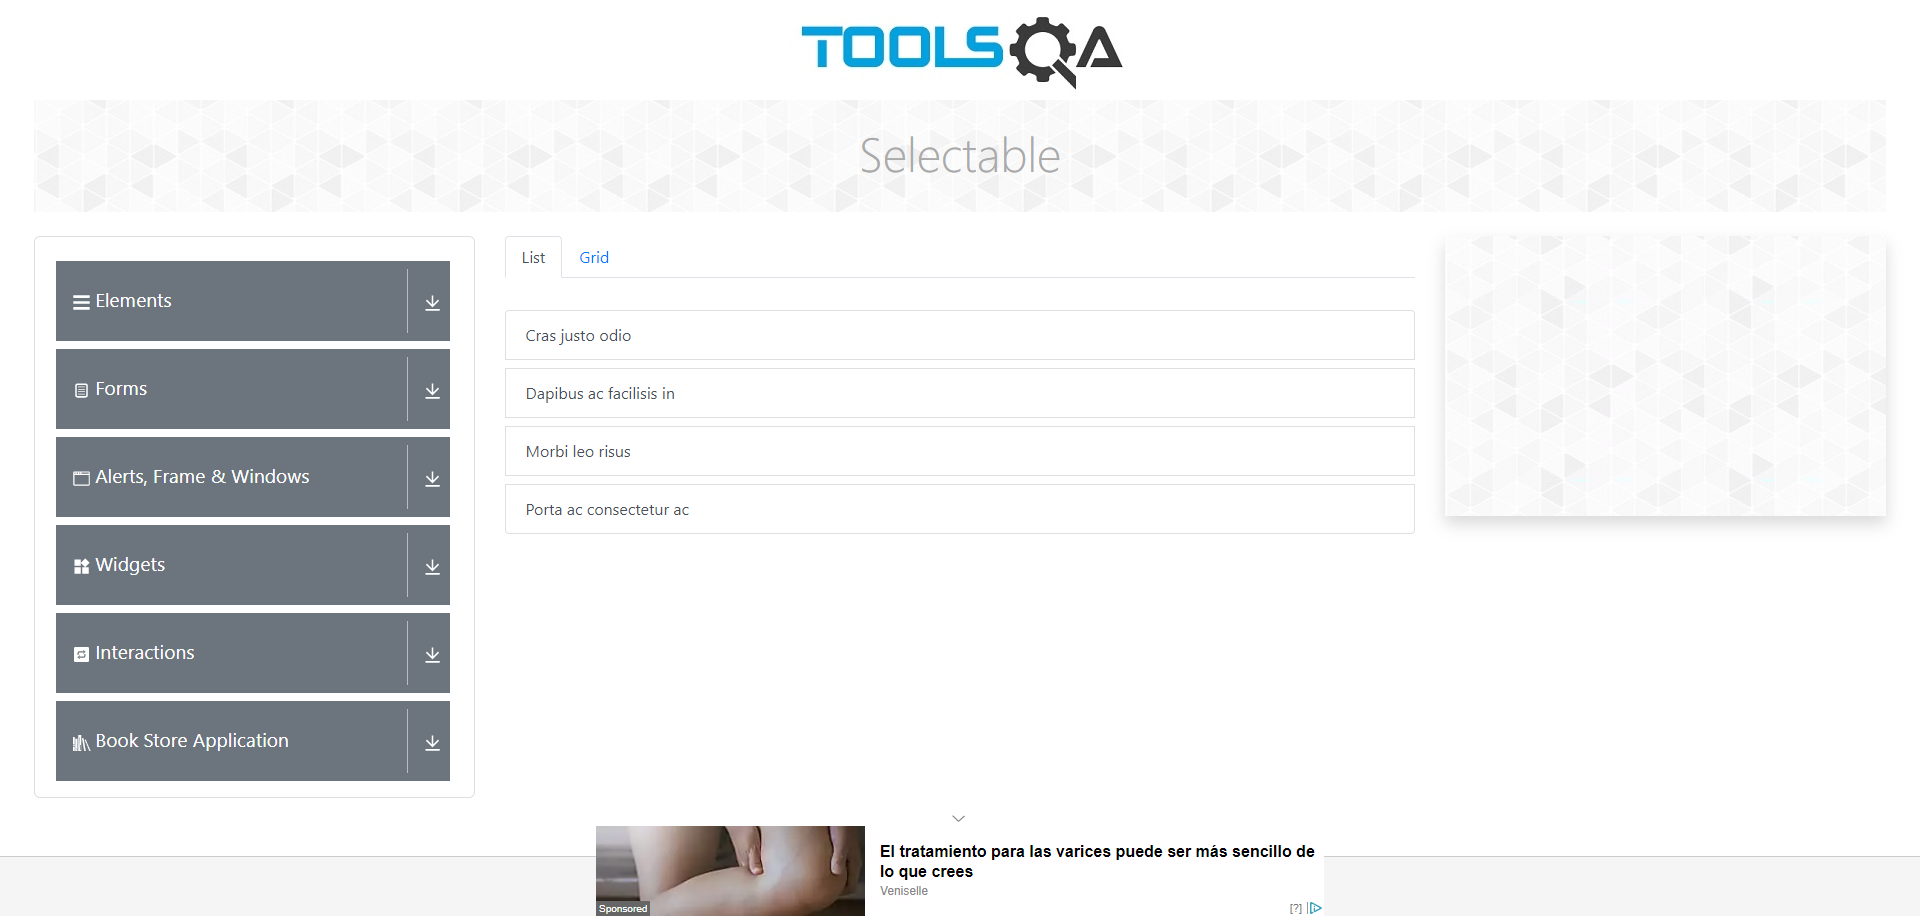 TOOLSQA
Selectable
Elements
Forms
Alerts, Frame & Windows
Widgets
Interactions
Book Store Application
List
Grid
Cras justo odio
Dapibus ac facilisis in
Morbi leo risus
Porta ac consectetur ac
El tratamiento para las varices puede ser más sencillo de
lo que crees
Veniselle
Sponsored
[?]